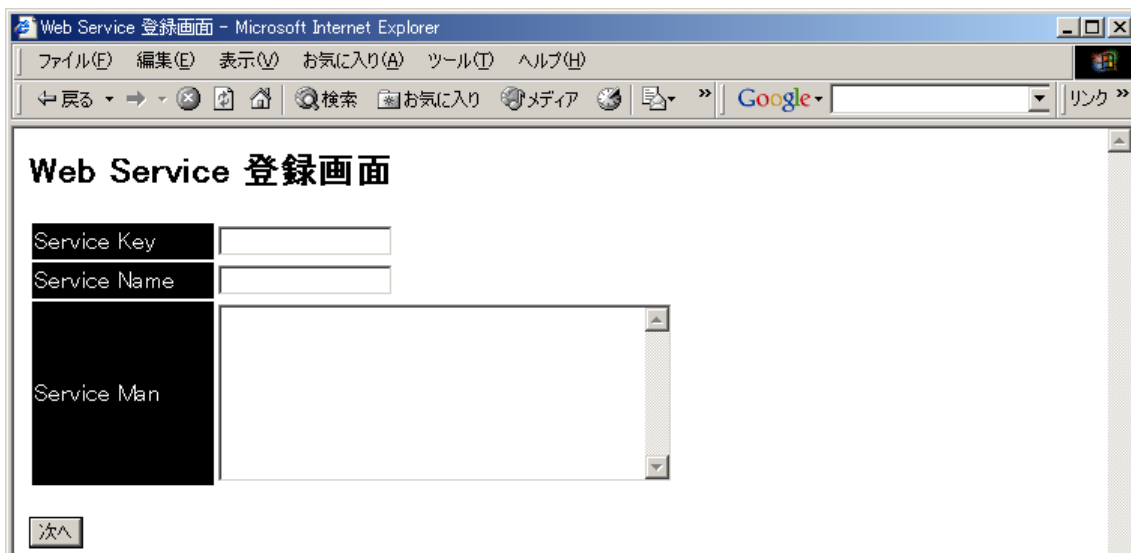 Web Service 登録画面 - Microsoft Internet Explorer
ファイル(F) 編集(E) 表示(V) お気に入り(A) ツール(T) ヘルプ(H)
戻る 検索 お気に入り メディア » Google リンク »
Web Service 登録画面
Service Key
Service Name
Service Man
次へ